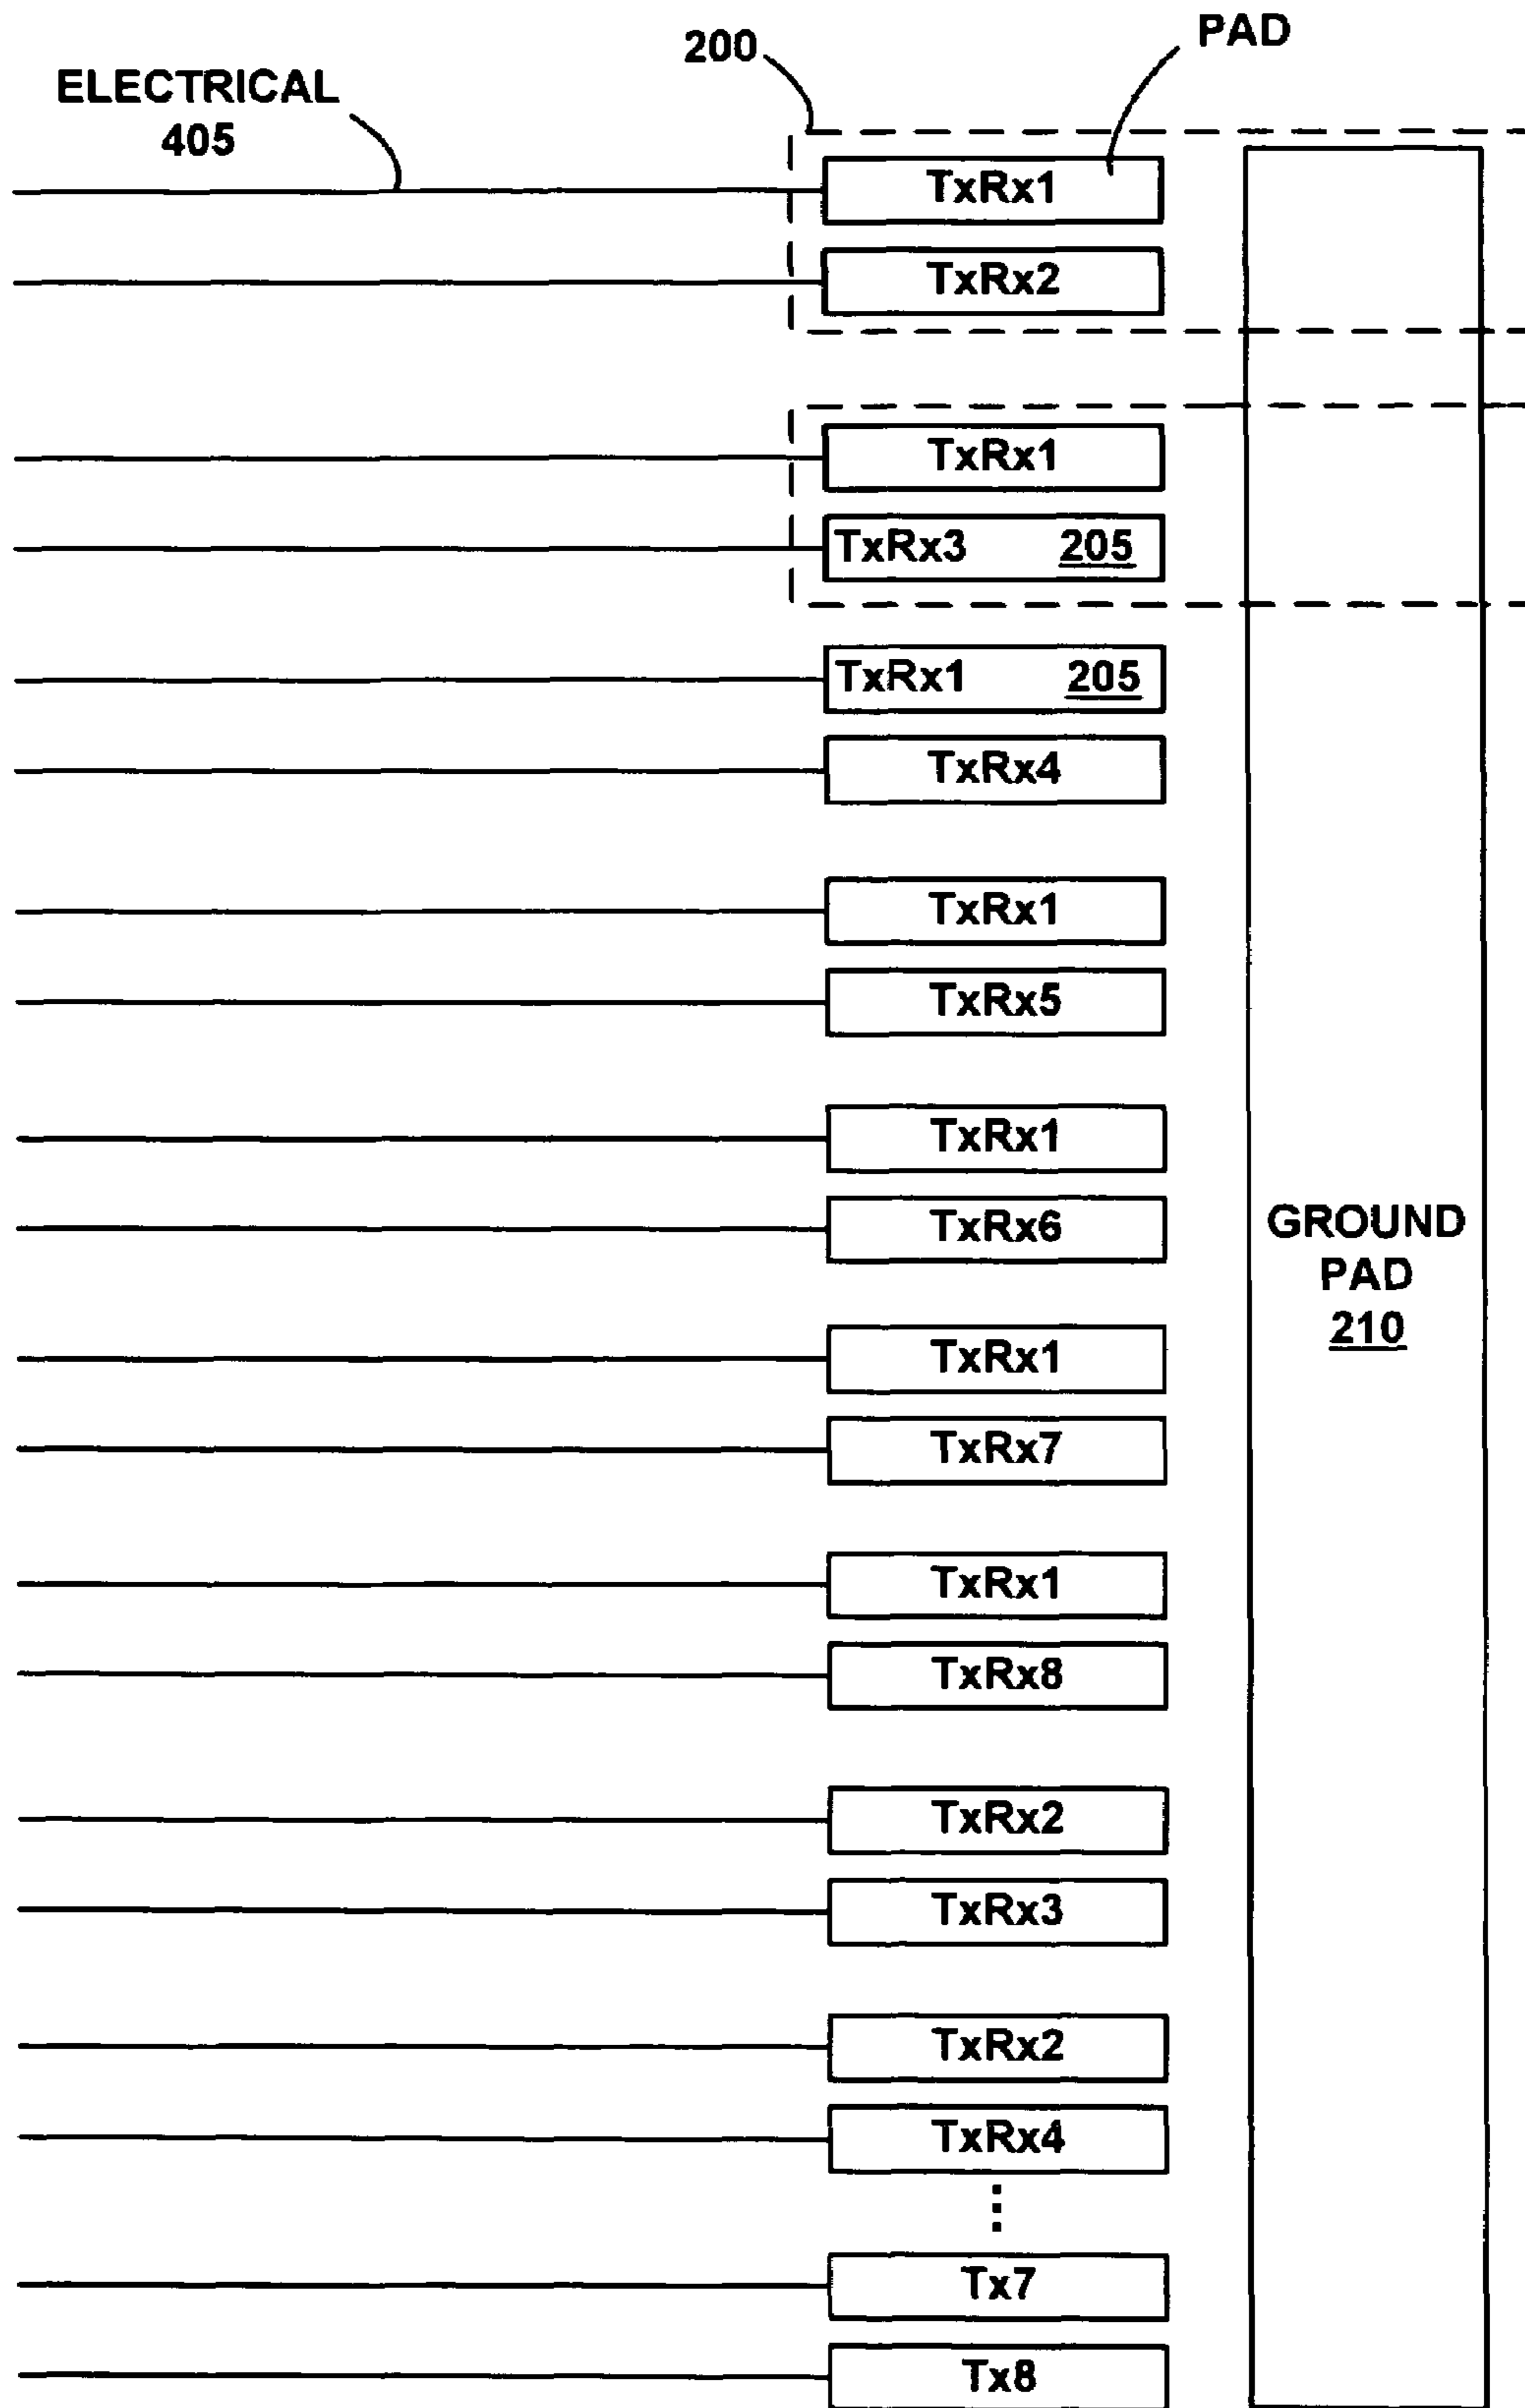 PAD
200
ELECTRICAL
405
TxRx1
TxRx2
TxRx1
TxRx3 205
TxRx1 205
TxRx4
TxRx1
TxRx5
TxRx1
TxRx6
GROUND
PAD
210
TxRx1
TxRx7
TxRx1
TxRx8
TxRx2
TxRx3
TxRx2
TxRx4
⋮
Tx7
Tx8